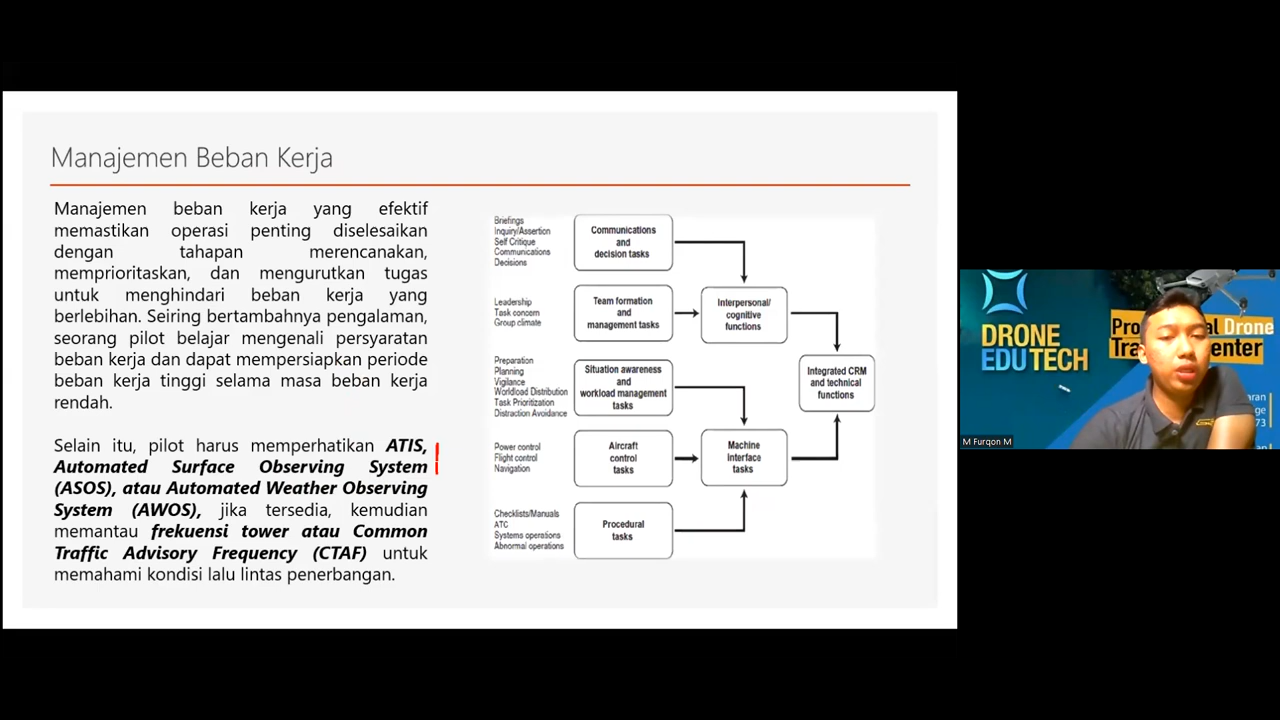 Manajemen Beban Kerja
Manajemen beban kerja yang efektif
memastikan operasi penting diselesaikan
dengan tahapan merencanakan,
memprioritaskan, dan mengurutkan tugas
untuk menghindari beban kerja yang
berlebihan. Seiring bertambahnya pengalaman,
seorang pilot belajar mengenali persyaratan
beban kerja dan dapat mempersiapkan periode
beban kerja tinggi selama masa beban kerja
rendah.
Selain itu, pilot harus memperhatikan ATIS,
Automated Surface Observing System
(ASOS), atau Automated Weather Observing
System (AWOS), jika tersedia, kemudian
memantau frekuensi tower atau Common
Traffic Advisory Frequency (CTAF) untuk
memahami kondisi lalu lintas penerbangan.
Briefings
Inquiry/Assertion
Self Critique
Communications
Decisions
Communications
and
decision tasks
Leadership
Task concern
Group climate
Team formation
and
management tasks
Interpersonal/
cognitive
functions
Preparation
Planning
Vigilance
Workload Distribution
Task Prioritization
Distraction Avoidance
Situation awareness
and
workload management
tasks
Integrated CRM
and technical
functions
Power control
Flight control
Navigation
Aircraft
control
tasks
Machine
interface
tasks
Checklists/Manuals
ATC
Systems operations
Abnormal operations
Procedural
tasks
DRONE
EDUTECH
Drone
enter
M Furqon M